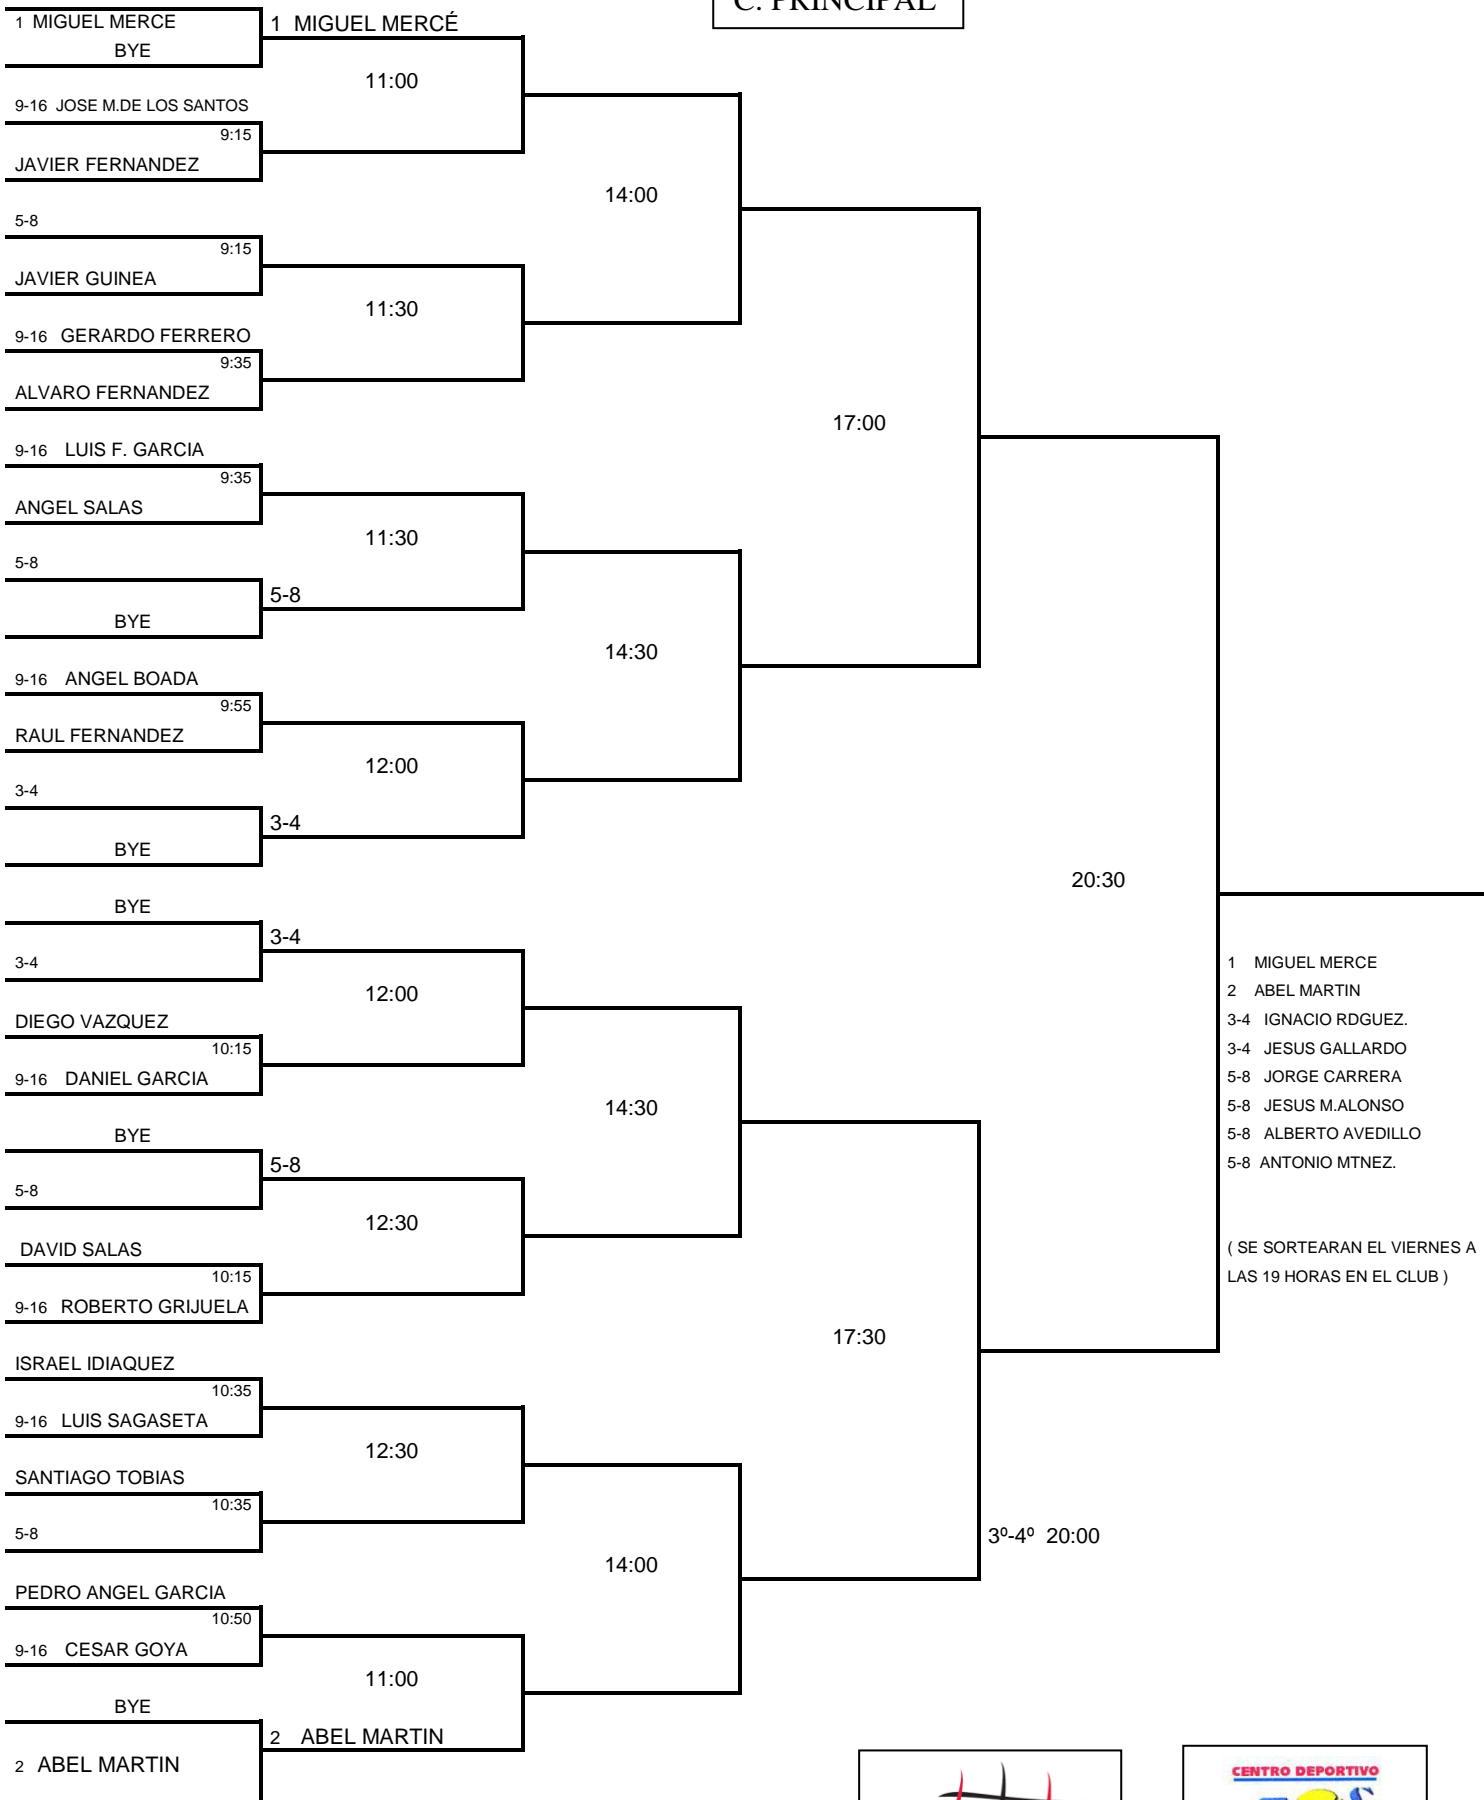 C. PRINCIPAL
1 MIGUEL MERCE
BYE
1 MIGUEL MERCÉ
11:00
9-16 JOSE M.DE LOS SANTOS
9:15
JAVIER FERNANDEZ
14:00
5-8
9:15
JAVIER GUINEA
11:30
9-16 GERARDO FERRERO
9:35
ALVARO FERNANDEZ
17:00
9-16 LUIS F. GARCIA
9:35
ANGEL SALAS
11:30
5-8
BYE
5-8
14:30
9-16 ANGEL BOADA
9:55
RAUL FERNANDEZ
12:00
3-4
BYE
3-4
20:30
BYE
3-4
3-4
12:00
DIEGO VAZQUEZ
10:15
9-16 DANIEL GARCIA
14:30
BYE
5-8
5-8
12:30
DAVID SALAS
10:15
9-16 ROBERTO GRIJUELA
17:30
ISRAEL IDIAQUEZ
10:35
9-16 LUIS SAGASETA
12:30
SANTIAGO TOBIAS
10:35
5-8
3º-4º 20:00
14:00
PEDRO ANGEL GARCIA
10:50
9-16 CESAR GOYA
11:00
BYE
2 ABEL MARTIN
2 ABEL MARTIN
1 MIGUEL MERCE
2 ABEL MARTIN
3-4 IGNACIO RDGUEZ.
3-4 JESUS GALLARDO
5-8 JORGE CARRERA
5-8 JESUS M.ALONSO
5-8 ALBERTO AVEDILLO
5-8 ANTONIO MTNEZ.
( SE SORTEARAN EL VIERNES A
LAS 19 HORAS EN EL CLUB )
CENTRO DEPORTIVO